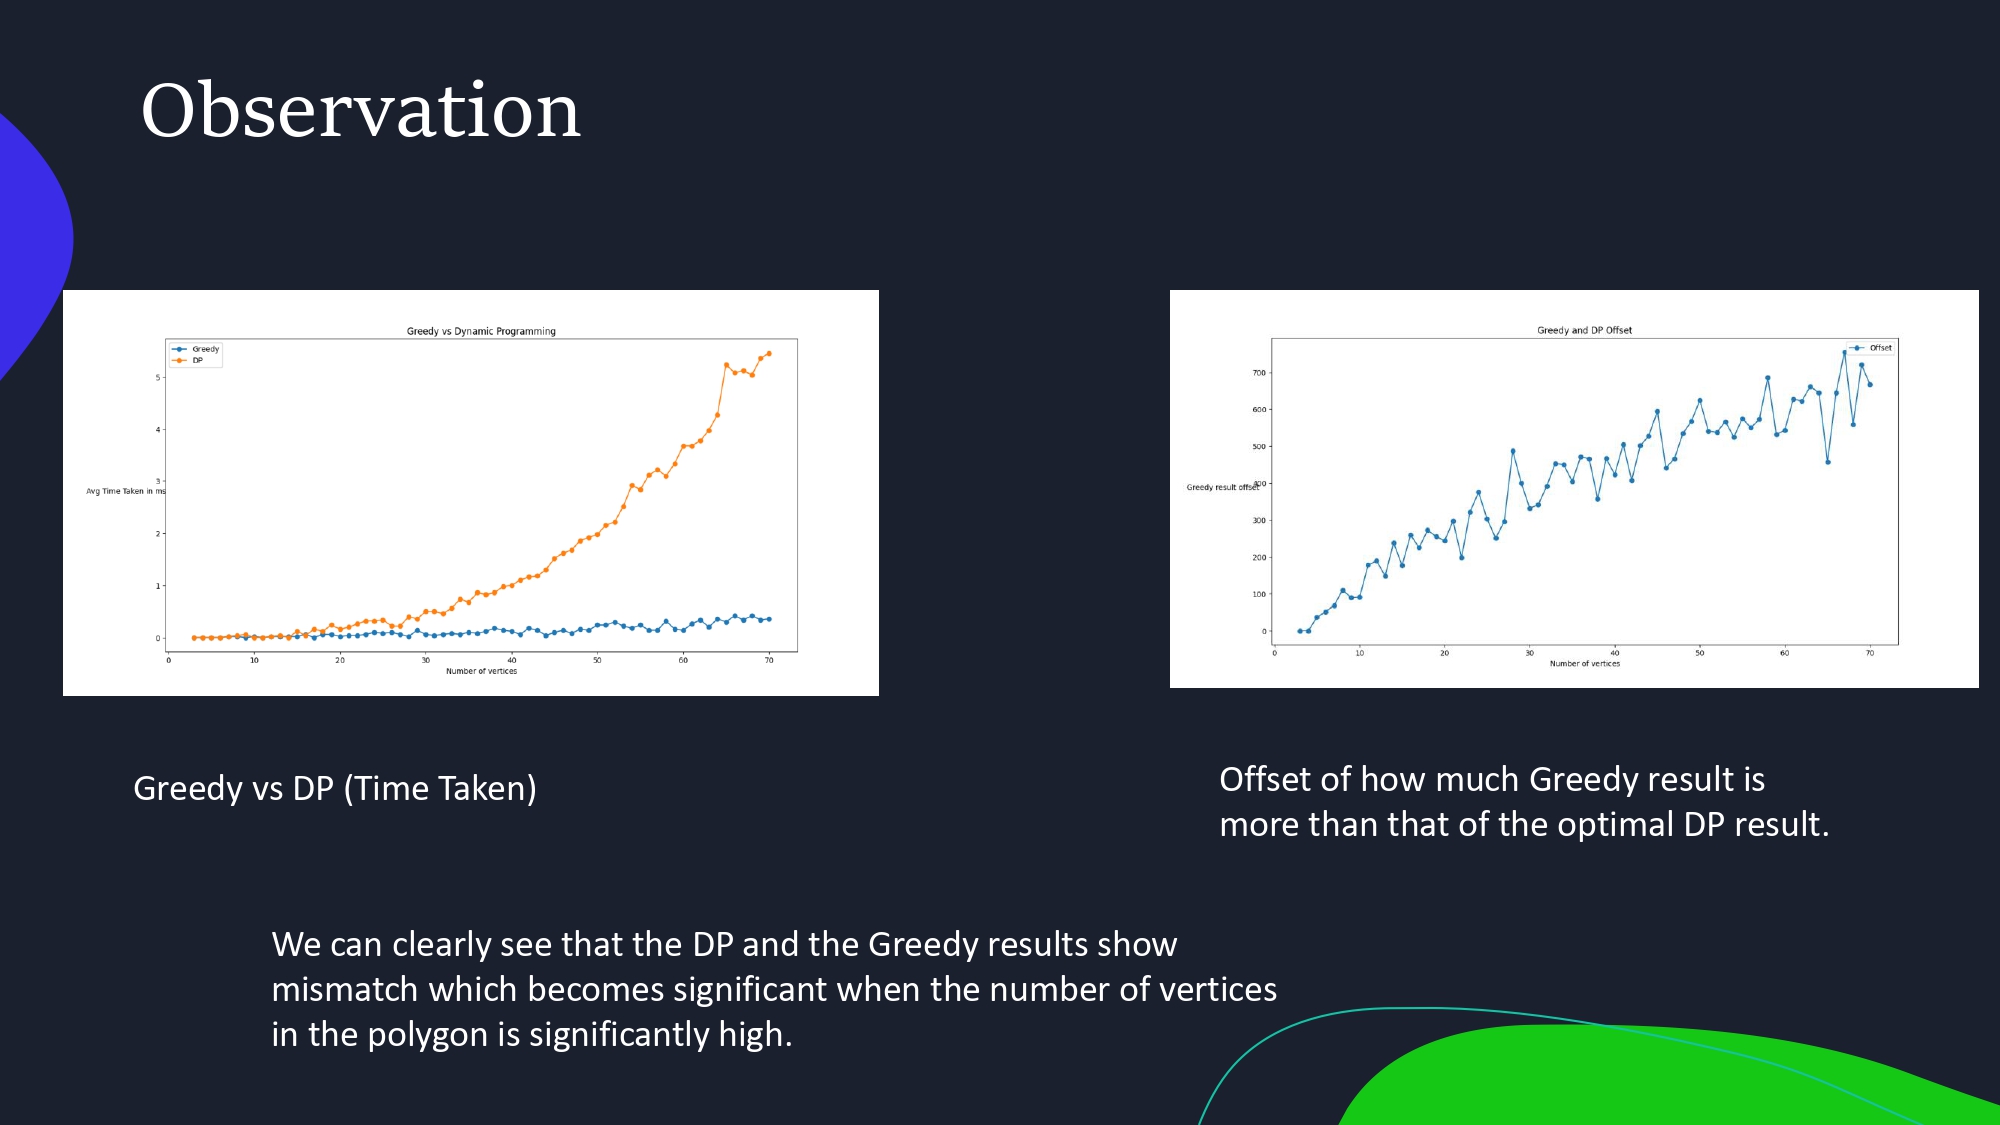 Observation
Greedy vs Dynamic Programming
Greedy
DP
5
4
3
Avg Time Taken in ms
2
1
0
0 10 20 30 40 50 60 70
Number of vertices
Greedy and DP Offset
Offset
700
600
500
400
Greedy result offset
300
200
100
0
0 10 20 30 40 50 60 70
Number of vertices
Greedy vs DP (Time Taken)
Offset of how much Greedy result is
more than that of the optimal DP result.
We can clearly see that the DP and the Greedy results show
mismatch which becomes significant when the number of vertices
in the polygon is significantly high.